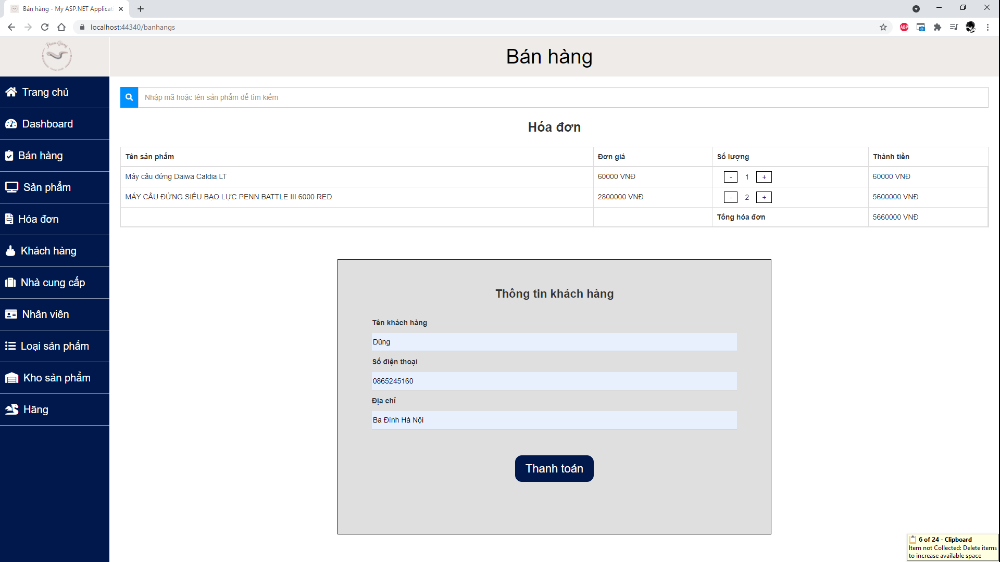 Bán hàng - My ASP.NET Applicat
localhost:44340/banhangs
ABP
Bán hàng
Trang chủ
Dashboard
Bán hàng
Sản phẩm
Hóa đơn
Khách hàng
Nhà cung cấp
Nhân viên
Loại sản phẩm
Kho sản phẩm
Hãng
Nhập mã hoặc tên sản phẩm để tìm kiếm
Hóa đơn
Tên sản phẩm Đơn giá Số lượng Thành tiền
Máy câu đứng Daiwa Caldia LT 60000 VNĐ - 1 + 60000 VNĐ
MÁY CÂU ĐỨNG SIÊU BẠO LỰC PENN BATTLE III 6000 RED 2800000 VNĐ - 2 + 5600000 VNĐ
Tổng hóa đơn 5660000 VNĐ
Thông tin khách hàng
Tên khách hàng
Dũng
Số điện thoại
0865245160
Địa chỉ
Ba Đình Hà Nội
Thanh toán
6 of 24 - Clipboard
Item not Collected: Delete items
to increase available space